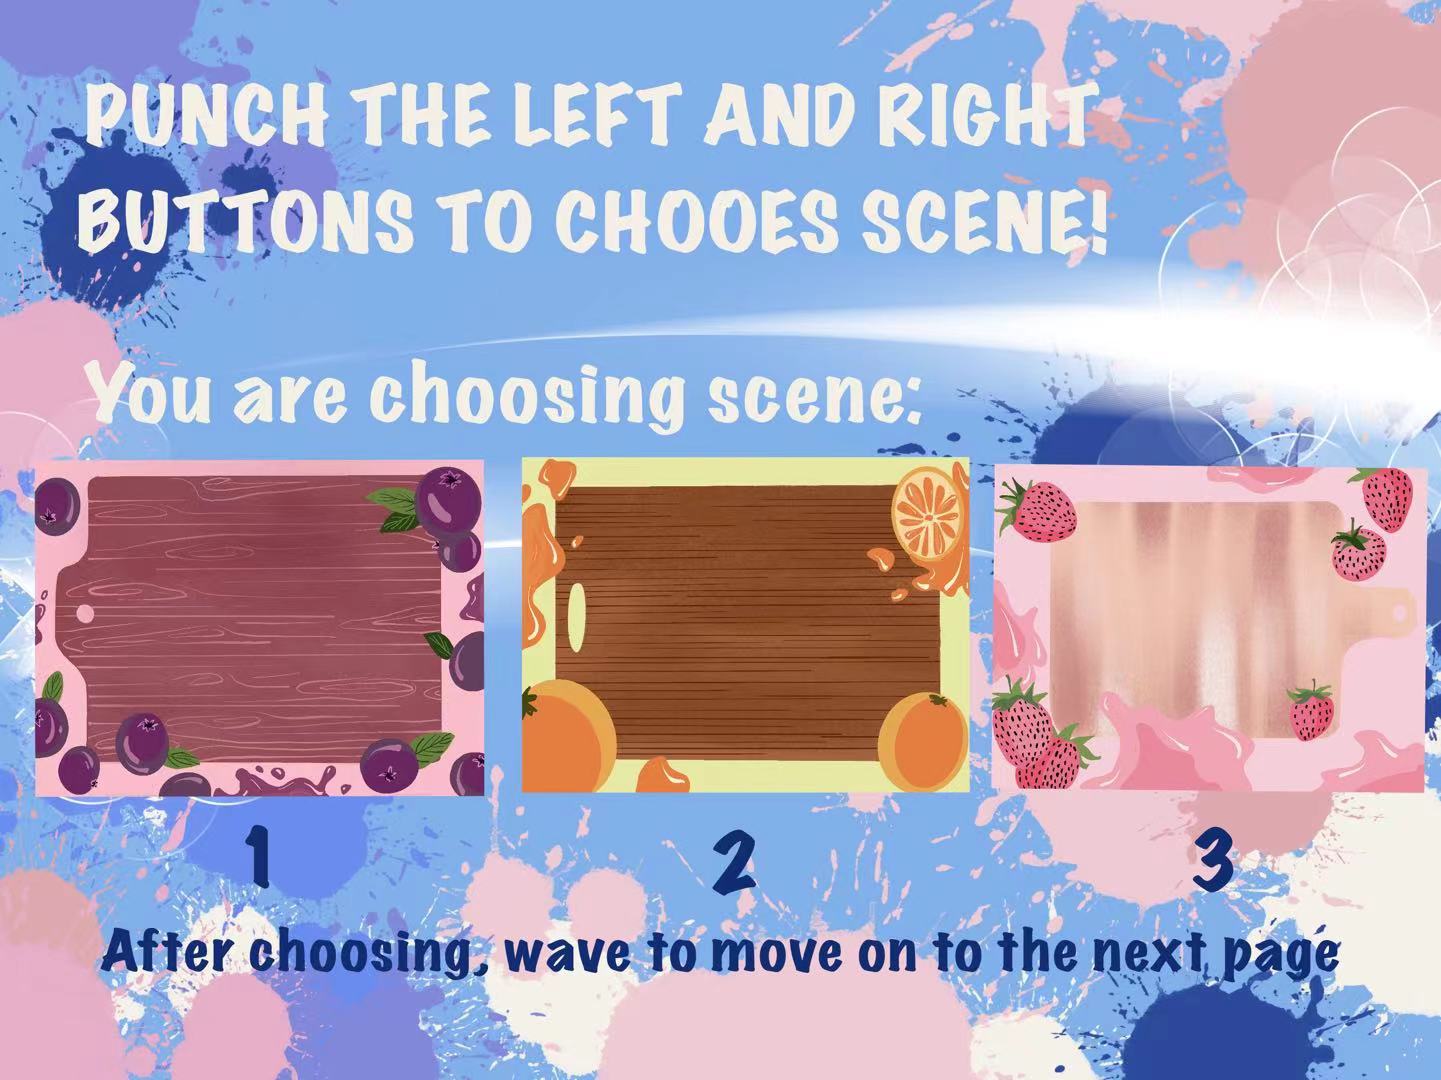 PUNCH THE LEFT AND RIGHT
BUTTONS TO CHOOES SCENE!
You are choosing scene:
1
2
3
After choosing, wave to move on to the next page